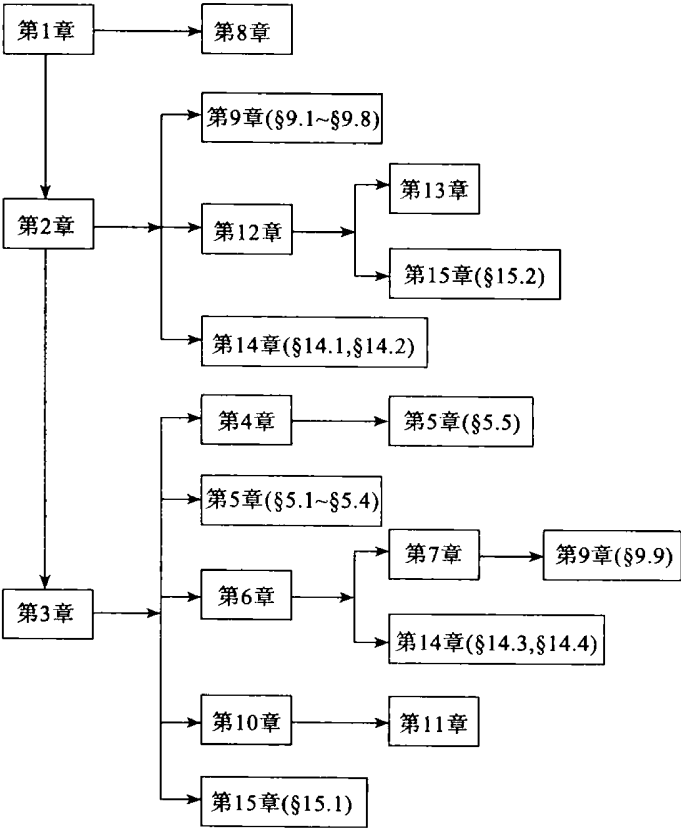 第1章
第8章
第9章(§9.1~§9.8)
第13章
第2章
第12章
第15章(§15.2)
第14章(§14.1,§14.2)
第4章
第5章(§5.5)
第5章(§5.1~§5.4)
第7章
第9章(§9.9)
第6章
第3章
第14章(§14.3,§14.4)
第10章
第11章
第15章(§15.1)